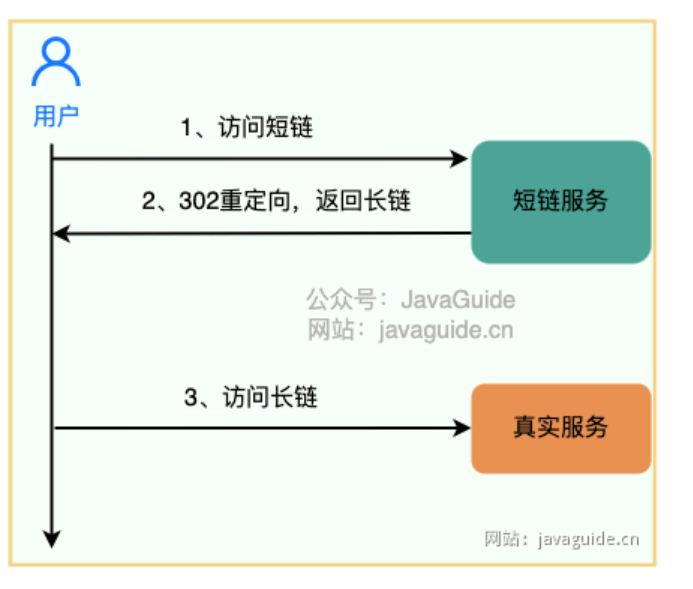 用户
1、访问短链
2、302重定向，返回长链
短链服务
公众号：JavaGuide
网站：javaguide.cn
3、访问长链
真实服务
网站：javaguide.cn